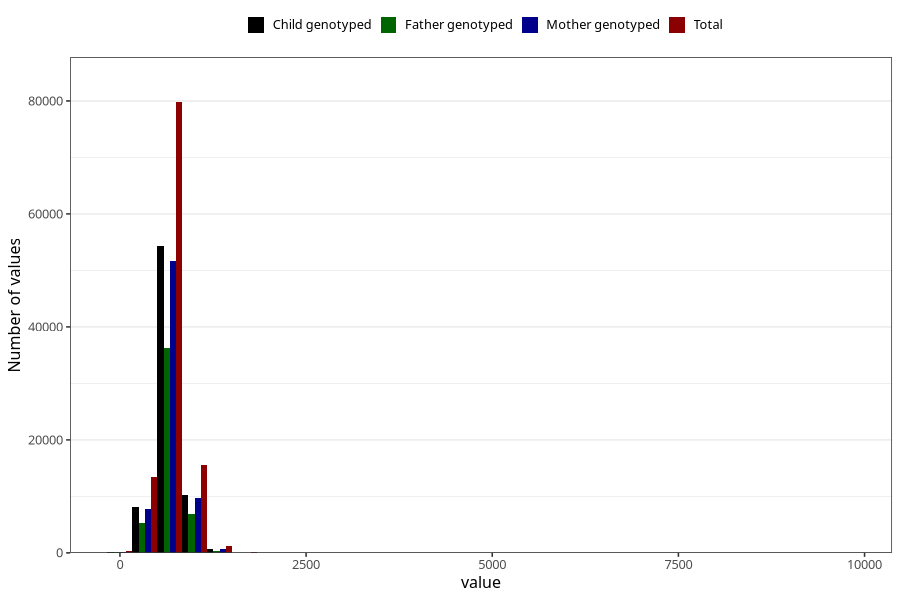 Child genotyped Father genotyped Mother genotyped Total
Number of values
80000
60000
40000
20000
0
0 2500 5000 7500 10000
value